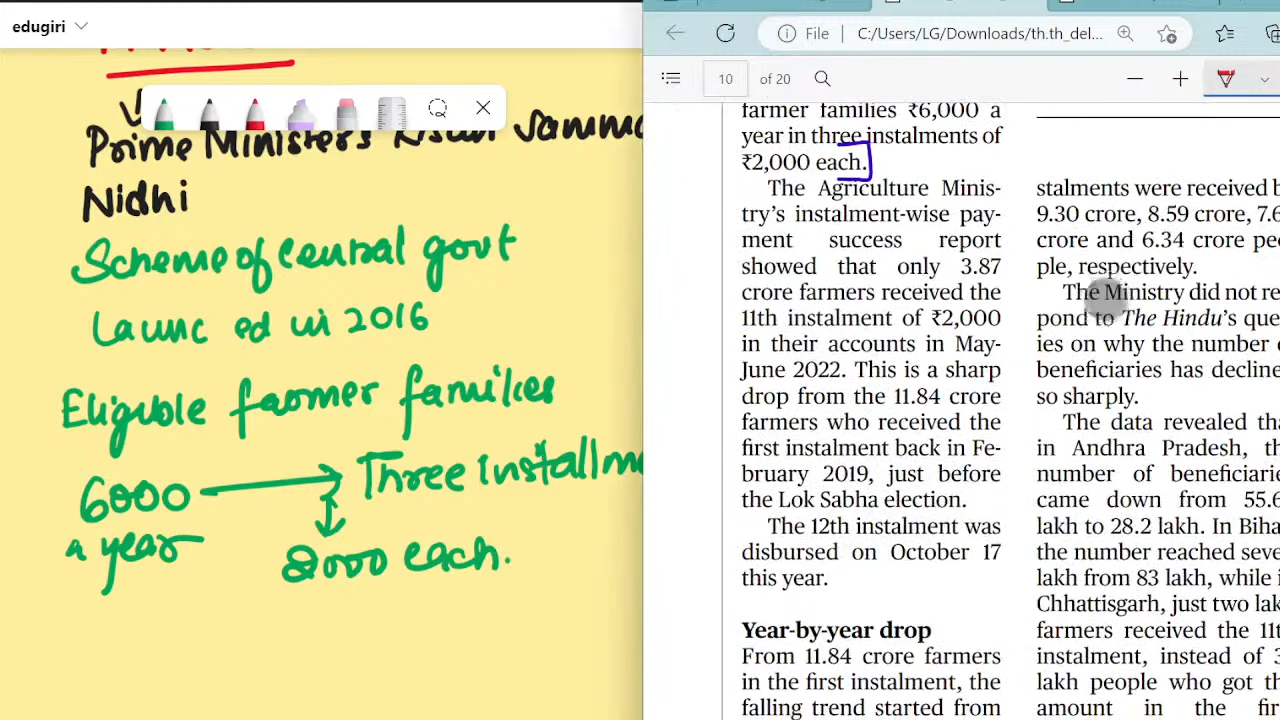 edugiri
Prime Minister's Kisan Samma
Nidhi
Scheme of central govt
Launc ed in 2016
Eligible farmer families
6000 Three installm
a year
2000 each.
File C:/Users/LG/Downloads/th.th_del...
10 of 20
farmer families ₹6,000 a
year in three instalments of
₹2,000 each.
The Agriculture Minis-
try's instalment-wise pay-
ment success report
showed that only 3.87
crore farmers received the
11th instalment of ₹2,000
in their accounts in May-
June 2022. This is a sharp
drop from the 11.84 crore
farmers who received the
first instalment back in Fe-
bruary 2019, just before
the Lok Sabha election.
The 12th instalment was
disbursed on October 17
this year.
Year-by-year drop
From 11.84 crore farmers
in the first instalment, the
falling trend started from
stalments were received b
9.30 crore, 8.59 crore, 7.6
crore and 6.34 crore peo
ple, respectively.
The Ministry did not re
pond to The Hindu's que
ies on why the number o
beneficiaries has decline
so sharply.
The data revealed tha
in Andhra Pradesh, th
number of beneficiarie
came down from 55.6
lakh to 28.2 lakh. In Biha
the number reached seve
lakh from 83 lakh, while i
Chhattisgarh, just two lak
farmers received the 11t
instalment, instead of 3
lakh people who got th
amount in the fir